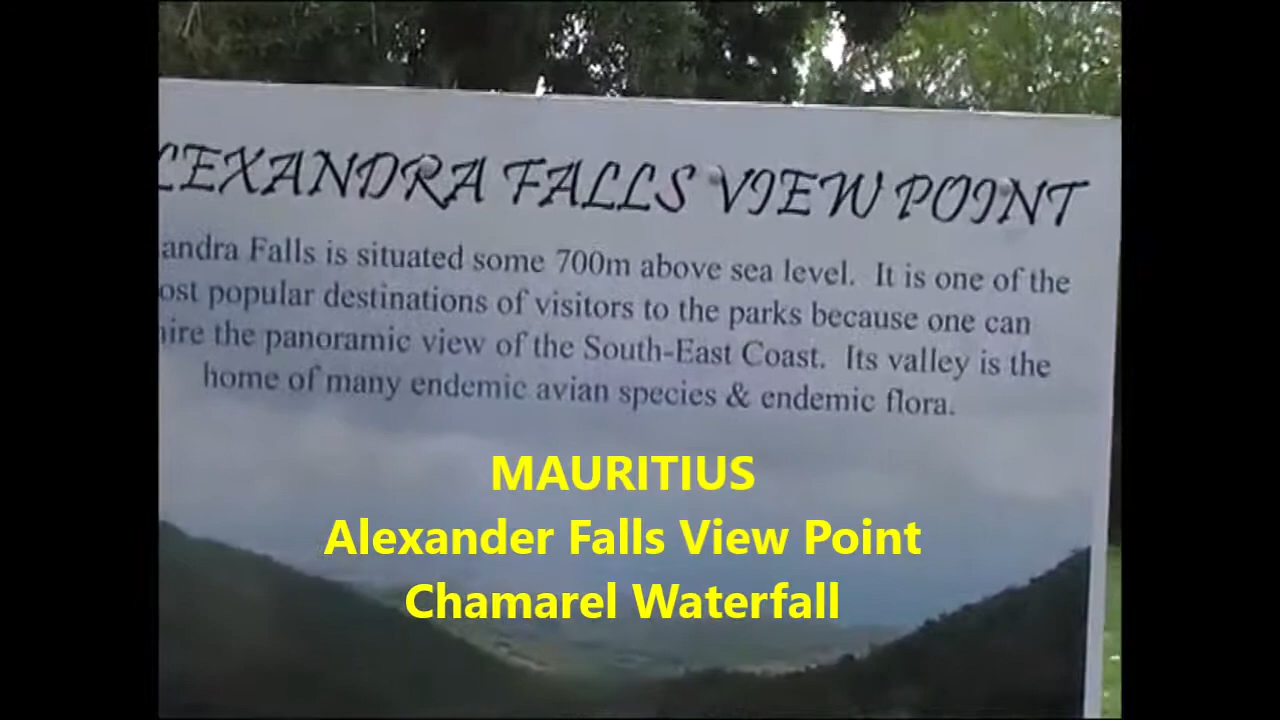 LEXANDRA FALLS VIEW POINT
andra Falls is situated some 700m above sea level. It is one of the
ost popular destinations of visitors to the parks because one can
ire the panoramic view of the South-East Coast. Its valley is the
home of many endemic avian species & endemic flora.
MAURITIUS
Alexander Falls View Point
Chamarel Waterfall